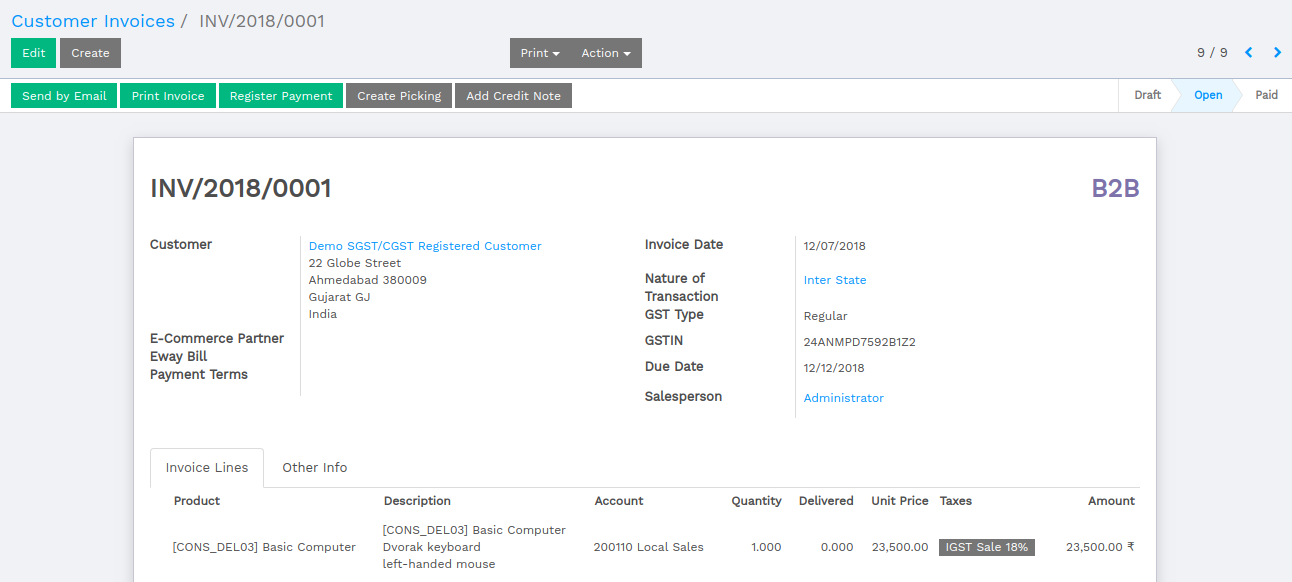 Customer Invoices / INV/2018/0001
Edit Create Print Action 9 / 9
Send by Email Print Invoice Register Payment Create Picking Add Credit Note Draft Open Paid
INV/2018/0001 B2B
Customer
Demo SGST/CGST Registered Customer
22 Globe Street
Ahmedabad 380009
Gujarat GJ
India
E-Commerce Partner
Eway Bill
Payment Terms
Invoice Date 12/07/2018
Nature of
Transaction
Inter State
GST Type Regular
GSTIN 24ANMPD7592B1Z2
Due Date 12/12/2018
Salesperson Administrator
Invoice Lines Other Info
Product Description Account Quantity Delivered Unit Price Taxes Amount
[CONS_DEL03] Basic Computer
[CONS_DEL03] Basic Computer
Dvorak keyboard
left-handed mouse
200110 Local Sales 1.000 0.000 23,500.00 IGST Sale 18% 23,500.00 ₹